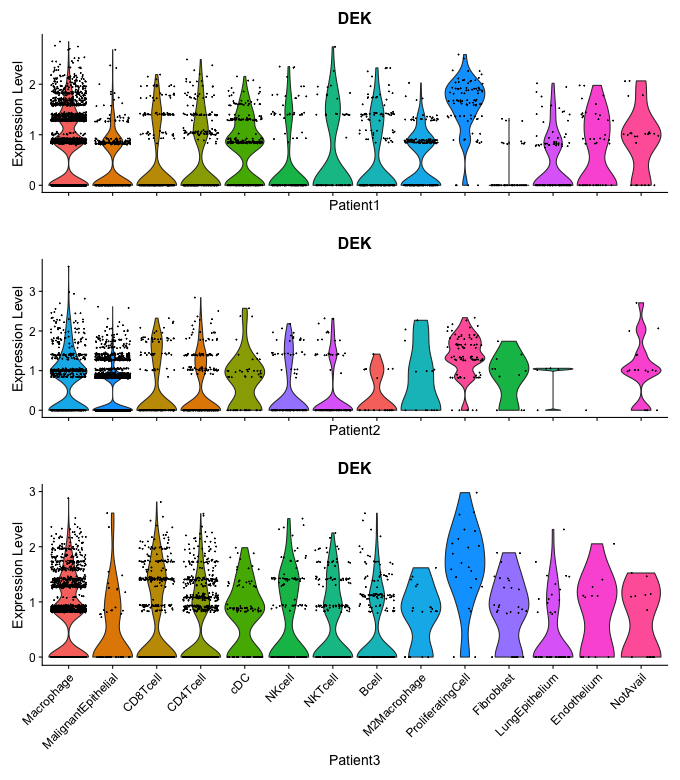 DEK
Expression Level
2
1
0
Patient1
DEK
Expression Level
3
2
1
0
Patient2
DEK
Expression Level
3
2
1
0
Macrophage
MalignantEpithelial
CD8Tcell
CD4Tcell
cDC
NKcell
NKTcell
Bcell
M2Macrophage
ProliferatingCell
Fibroblast
LungEpithelium
Endothelium
NotAvail
Patient3